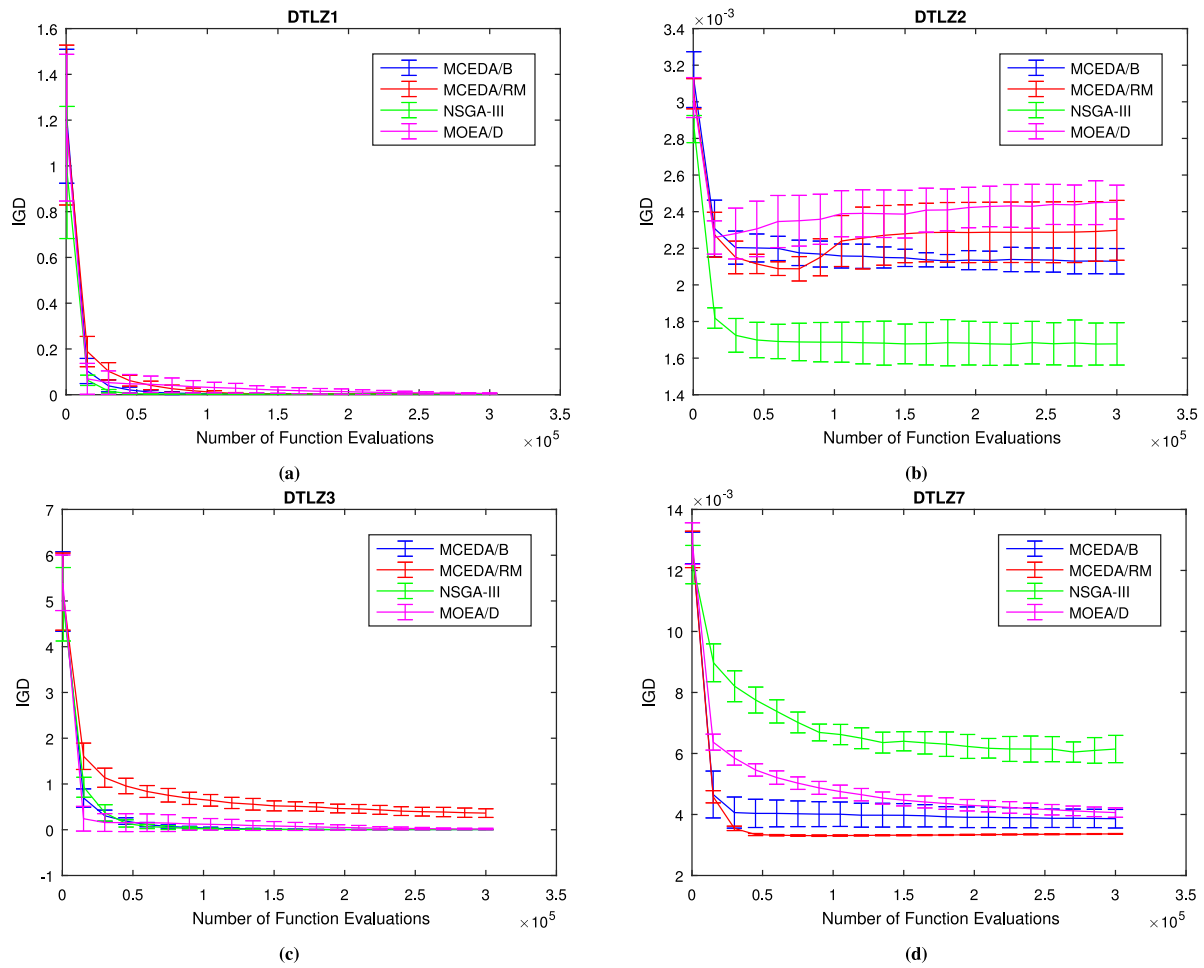 DTLZ1
1.6
1.4
1.2
1
0.8
0.6
0.4
0.2
0
IGD
MCEDA/B
MCEDA/RM
NSGA-III
MOEA/D
0 0.5 1 1.5 2 2.5 3 3.5
Number of Function Evaluations
×10⁵
(a)
DTLZ2
×10⁻³
3.4
3.2
3
2.8
2.6
2.4
2.2
2
1.8
1.6
1.4
IGD
MCEDA/B
MCEDA/RM
NSGA-III
MOEA/D
0 0.5 1 1.5 2 2.5 3 3.5
Number of Function Evaluations
×10⁵
(b)
DTLZ3
7
6
5
4
3
2
1
0
-1
IGD
MCEDA/B
MCEDA/RM
NSGA-III
MOEA/D
0 0.5 1 1.5 2 2.5 3 3.5
Number of Function Evaluations
×10⁵
(c)
DTLZ7
×10⁻³
14
12
10
8
6
4
2
IGD
MCEDA/B
MCEDA/RM
NSGA-III
MOEA/D
0 0.5 1 1.5 2 2.5 3 3.5
Number of Function Evaluations
×10⁵
(d)